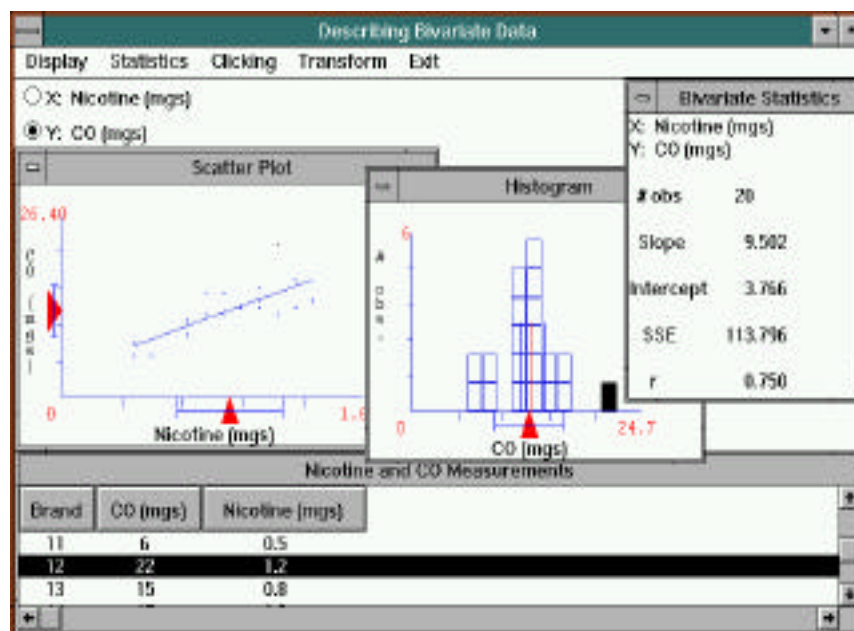 Describing Bivariate Data
Display Statistics Clicking Transform Exit
X: Nicotine (mgs)
Y: CO (mgs)
Scatter Plot
26.40
CO (mgs)
0
Nicotine (mgs)
Histogram
6
# obs.
0
24.7
CO (mgs)
Bivariate Statistics
X: Nicotine (mgs)
Y: CO (mgs)
# obs 20
Slope 9.502
Intercept 3.766
SSE 113.796
r 0.750
Nicotine and CO Measurements
Brand CO (mgs) Nicotine (mgs)
11 6 0.5
12 22 1.2
13 15 0.8